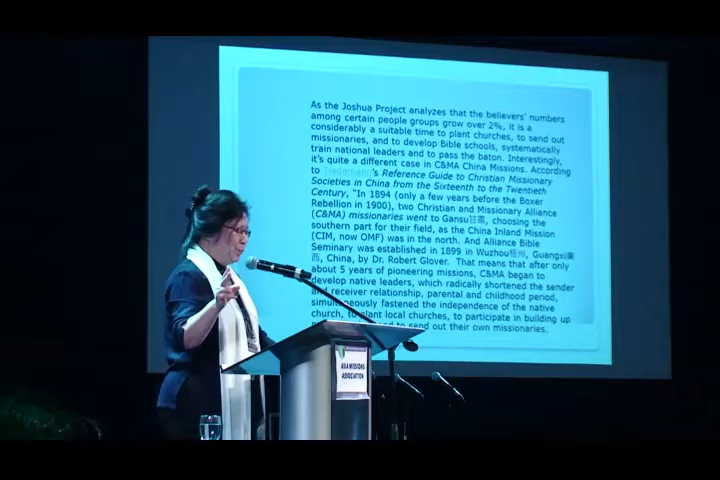 As the Joshua Project analyzes that the believers' numbers
among certain people groups grow over 2%, it is a
considerably a suitable time to plant churches, to send out
missionaries, and to develop Bible schools, systematically
train national leaders and to pass the baton. Interestingly,
it's quite a different case in C&MA China Missions. According
to Tiedemann's Reference Guide to Christian Missionary
Societies in China from the Sixteenth to the Twentieth
Century, "In 1894 (only a few years before the Boxer
Rebellion in 1900), two Christian and Missionary Alliance
(C&MA) missionaries went to Gansu甘肅, choosing the
southern part for their field, as the China Inland Mission
(CIM, now OMF) was in the north. And Alliance Bible
Seminary was established in 1899 in Wuzhou梧州, Guangxi廣
西, China, by Dr. Robert Glover. That means that after only
about 5 years of pioneering missions, C&MA began to
develop native leaders, which radically shortened the sender
and receiver relationship, parental and childhood period,
simultaneously fastened the independence of the native
church, to plant local churches, to participate in building up
and to send out their own missionaries.
ASIA MISSIONS
ASSOCIATION